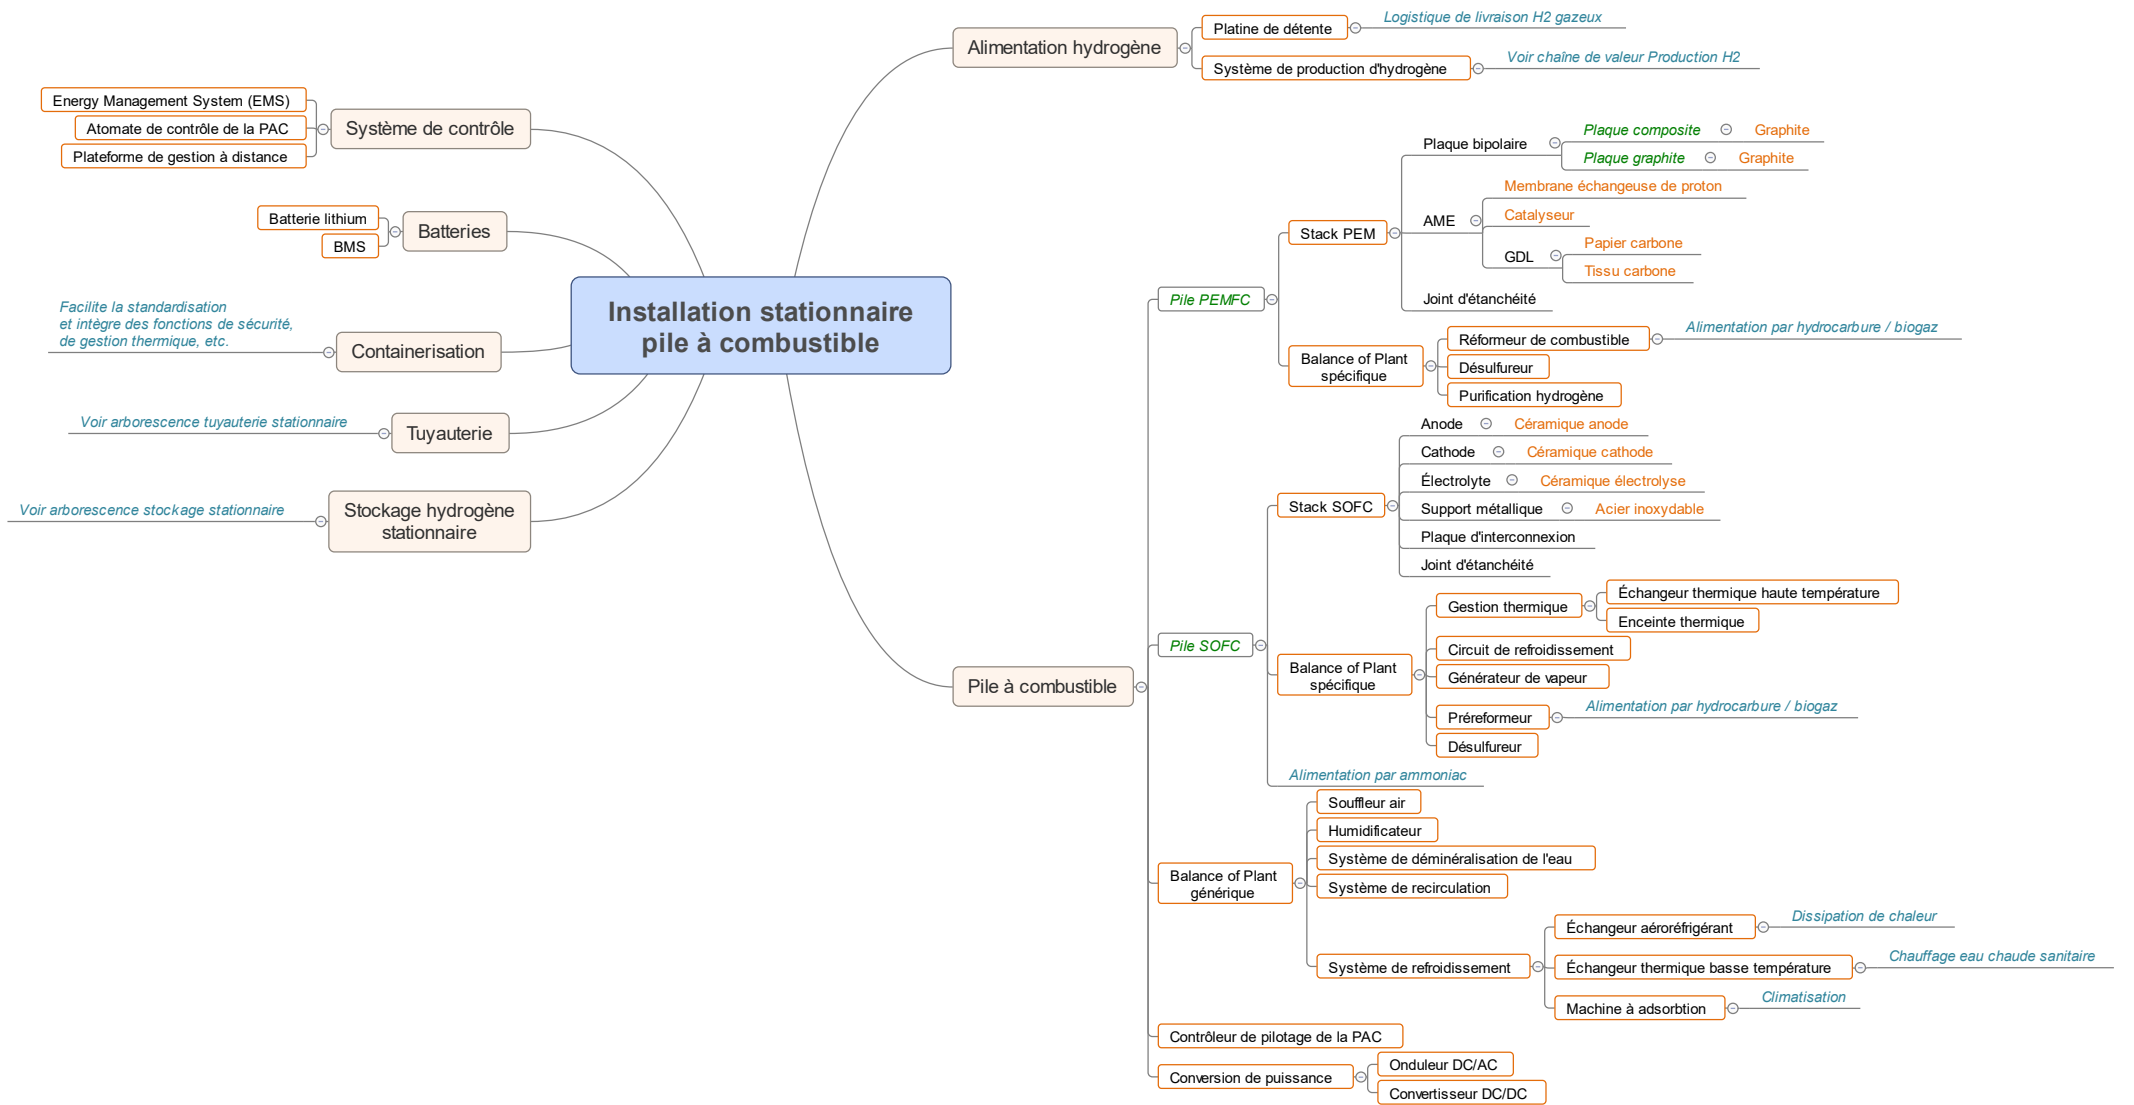 Installation stationnaire
pile à combustible
Alimentation hydrogène
Platine de détente
Logistique de livraison H2 gazeux
Système de production d'hydrogène
Voir chaîne de valeur Production H2
Système de contrôle
Energy Management System (EMS)
Atomate de contrôle de la PAC
Plateforme de gestion à distance
Batteries
Batterie lithium
BMS
Containerisation
Facilite la standardisation
et intègre des fonctions de sécurité,
de gestion thermique, etc.
Tuyauterie
Voir arborescence tuyauterie stationnaire
Stockage hydrogène
stationnaire
Voir arborescence stockage stationnaire
Pile à combustible
Pile PEMFC
Stack PEM
Plaque bipolaire
Plaque composite
Graphite
Plaque graphite
Graphite
AME
Membrane échangeuse de proton
Catalyseur
GDL
Papier carbone
Tissu carbone
Joint d'étanchéité
Balance of Plant
spécifique
Réformeur de combustible
Alimentation par hydrocarbure / biogaz
Désulfureur
Purification hydrogène
Pile SOFC
Stack SOFC
Anode
Céramique anode
Cathode
Céramique cathode
Électrolyte
Céramique électrolyse
Support métallique
Acier inoxydable
Plaque d'interconnexion
Joint d'étanchéité
Balance of Plant
spécifique
Gestion thermique
Échangeur thermique haute température
Enceinte thermique
Circuit de refroidissement
Générateur de vapeur
Préreformeur
Alimentation par hydrocarbure / biogaz
Désulfureur
Alimentation par ammoniac
Balance of Plant
générique
Souffleur air
Humidificateur
Système de déminéralisation de l'eau
Système de recirculation
Système de refroidissement
Échangeur aéroréfrigérant
Dissipation de chaleur
Échangeur thermique basse température
Chauffage eau chaude sanitaire
Machine à adsorbtion
Climatisation
Contrôleur de pilotage de la PAC
Conversion de puissance
Onduleur DC/AC
Convertisseur DC/DC